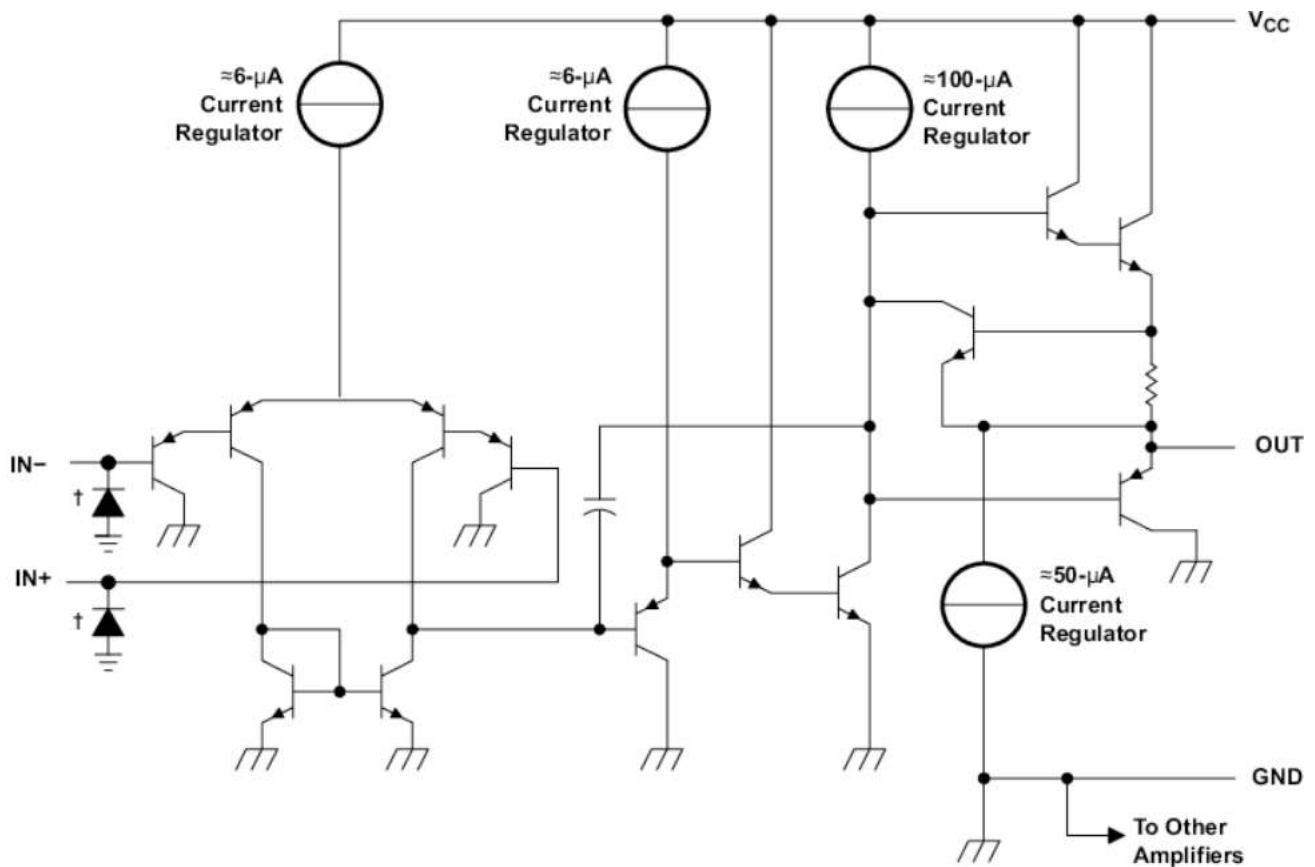 VCC
≈6-µA
Current
Regulator
≈6-µA
Current
Regulator
≈100-µA
Current
Regulator
IN−
†
OUT
IN+
†
≈50-µA
Current
Regulator
GND
To Other
Amplifiers